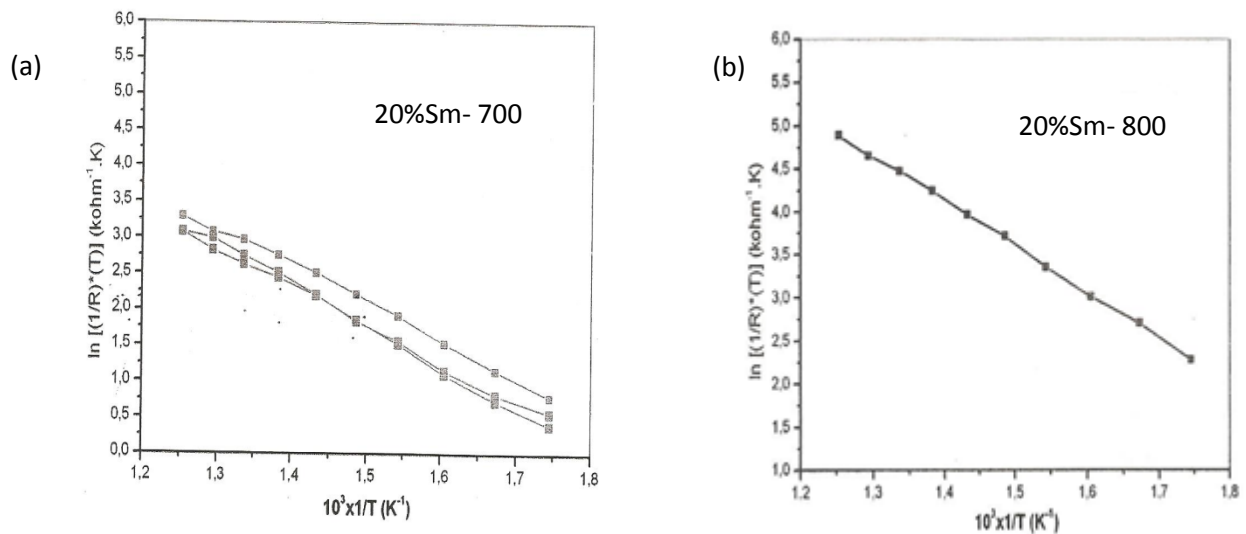 (a)
20%Sm- 700
ln [(1/R)*(T)] (kohm⁻¹.K)
6,0
5,5
5,0
4,5
4,0
3,5
3,0
2,5
2,0
1,5
1,0
0,5
0,0
1,2 1,3 1,4 1,5 1,6 1,7 1,8
10³x1/T (K⁻¹)
(b)
20%Sm- 800
ln [(1/R)*(T)] (kohm⁻¹.K)
6,0
5,5
5,0
4,5
4,0
3,5
3,0
2,5
2,0
1,5
1,0
1,2 1,3 1,4 1,5 1,6 1,7 1,8
10³x1/T (K⁻¹)